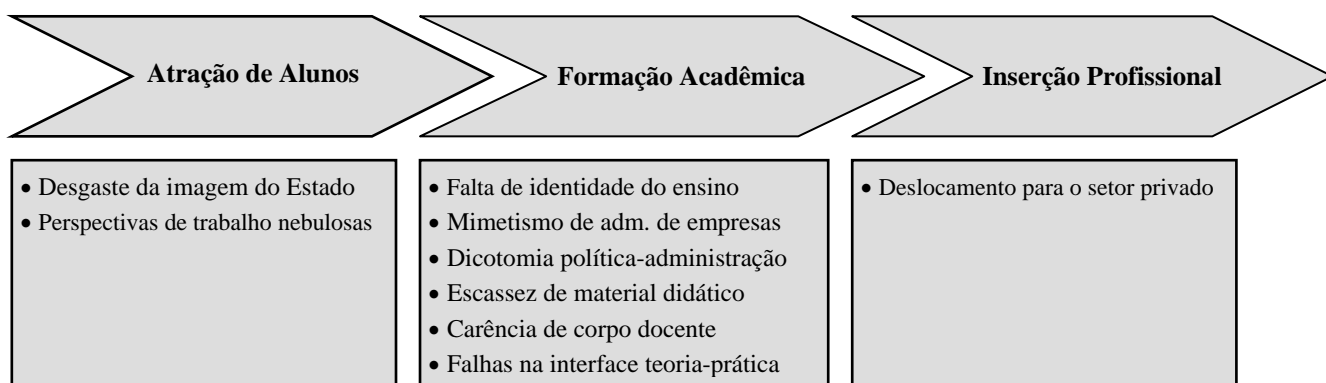 Atração de Alunos
Formação Acadêmica
Inserção Profissional
• Desgaste da imagem do Estado
• Perspectivas de trabalho nebulosas
• Falta de identidade do ensino
• Mimetismo de adm. de empresas
• Dicotomia política-administração
• Escassez de material didático
• Carência de corpo docente
• Falhas na interface teoria-prática
• Deslocamento para o setor privado